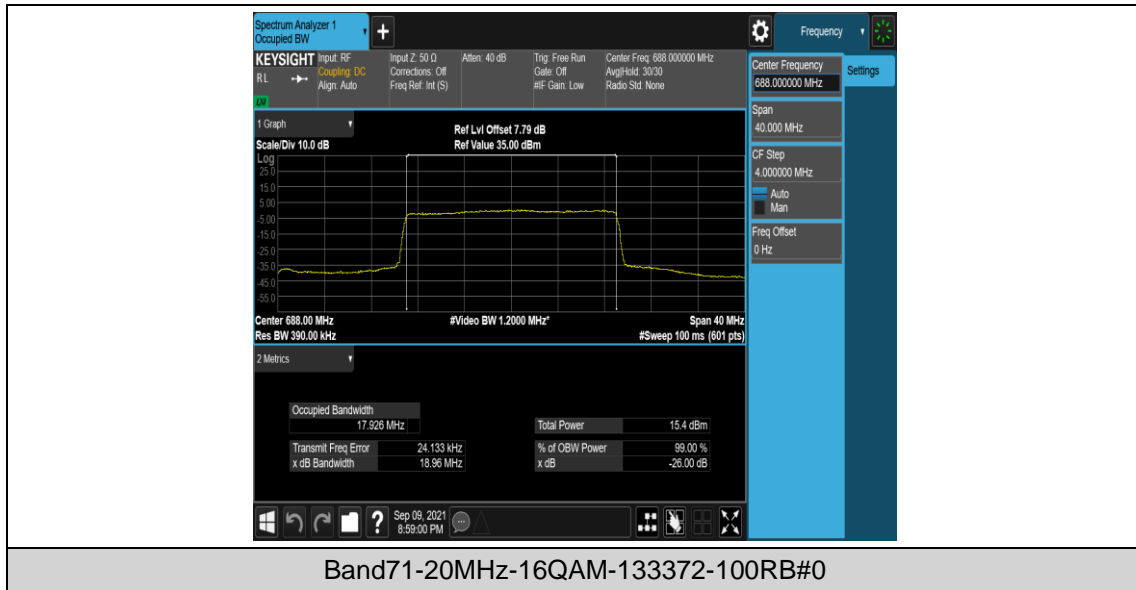 Spectrum Analyzer 1
Occupied BW
+
Frequency
KEYSIGHT
RL
LXI
Input: RF
Coupling: DC
Align: Auto
Input Z: 50 Ω
Corrections: Off
Freq Ref: Int (S)
Atten: 40 dB
Trig: Free Run
Gate: Off
#IF Gain: Low
Center Freq: 688.000000 MHz
Avg|Hold: 30/30
Radio Std: None
Center Frequency
688.000000 MHz
Settings
Span
40.000 MHz
CF Step
4.000000 MHz
Auto
Man
Freq Offset
0 Hz
1 Graph
Scale/Div 10.0 dB
Ref Lvl Offset 7.79 dB
Ref Value 35.00 dBm
Log
25.0
15.0
5.00
-5.00
-15.0
-25.0
-35.0
-45.0
-55.0
Center 688.00 MHz
#Video BW 1.2000 MHz*
Span 40 MHz
Res BW 390.00 kHz
#Sweep 100 ms (601 pts)
2 Metrics
Occupied Bandwidth
17.926 MHz
Total Power 15.4 dBm
Transmit Freq Error 24.133 kHz
% of OBW Power 99.00 %
x dB Bandwidth 18.96 MHz
x dB -26.00 dB
?
Sep 09, 2021
8:59:00 PM
Band71-20MHz-16QAM-133372-100RB#0